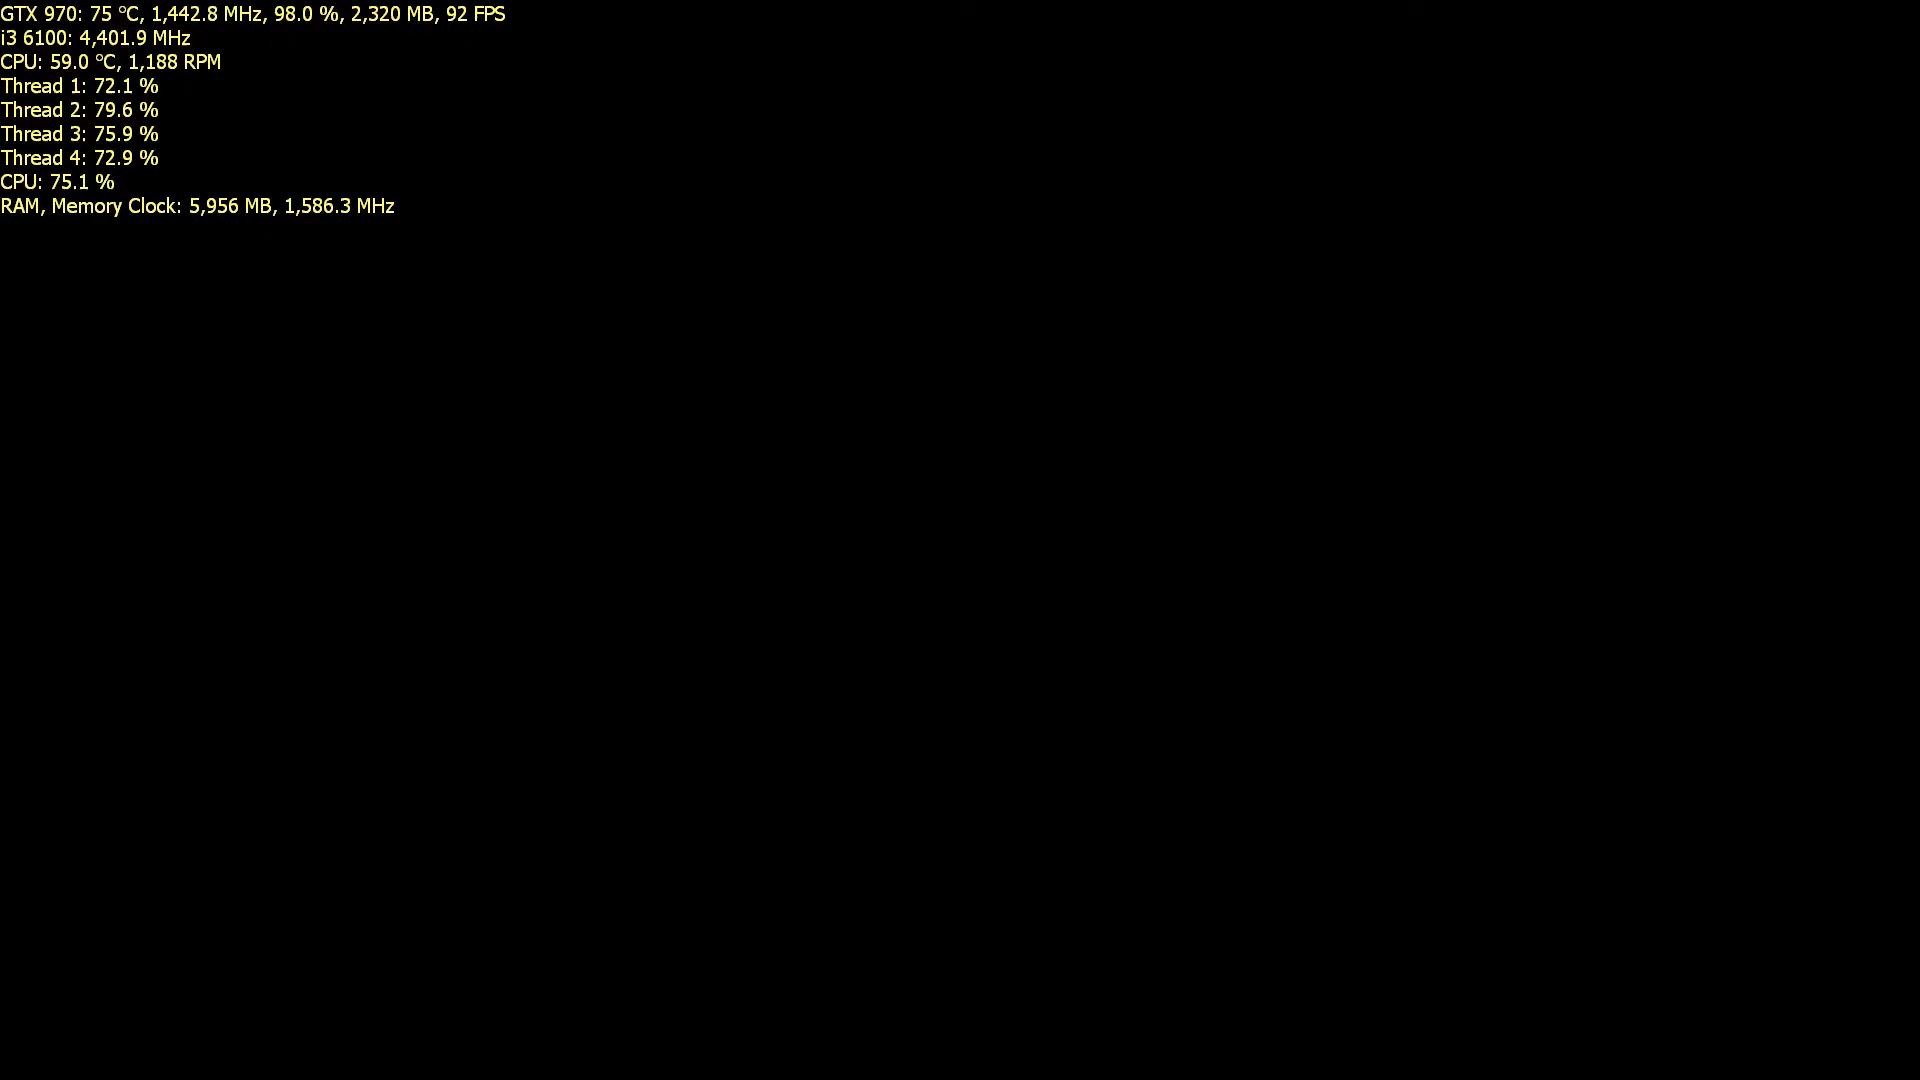 GTX 970: 75 °C, 1,442.8 MHz, 98.0 %, 2,320 MB, 92 FPS
i3 6100: 4,401.9 MHz
CPU: 59.0 °C, 1,188 RPM
Thread 1: 72.1 %
Thread 2: 79.6 %
Thread 3: 75.9 %
Thread 4: 72.9 %
CPU: 75.1 %
RAM, Memory Clock: 5,956 MB, 1,586.3 MHz